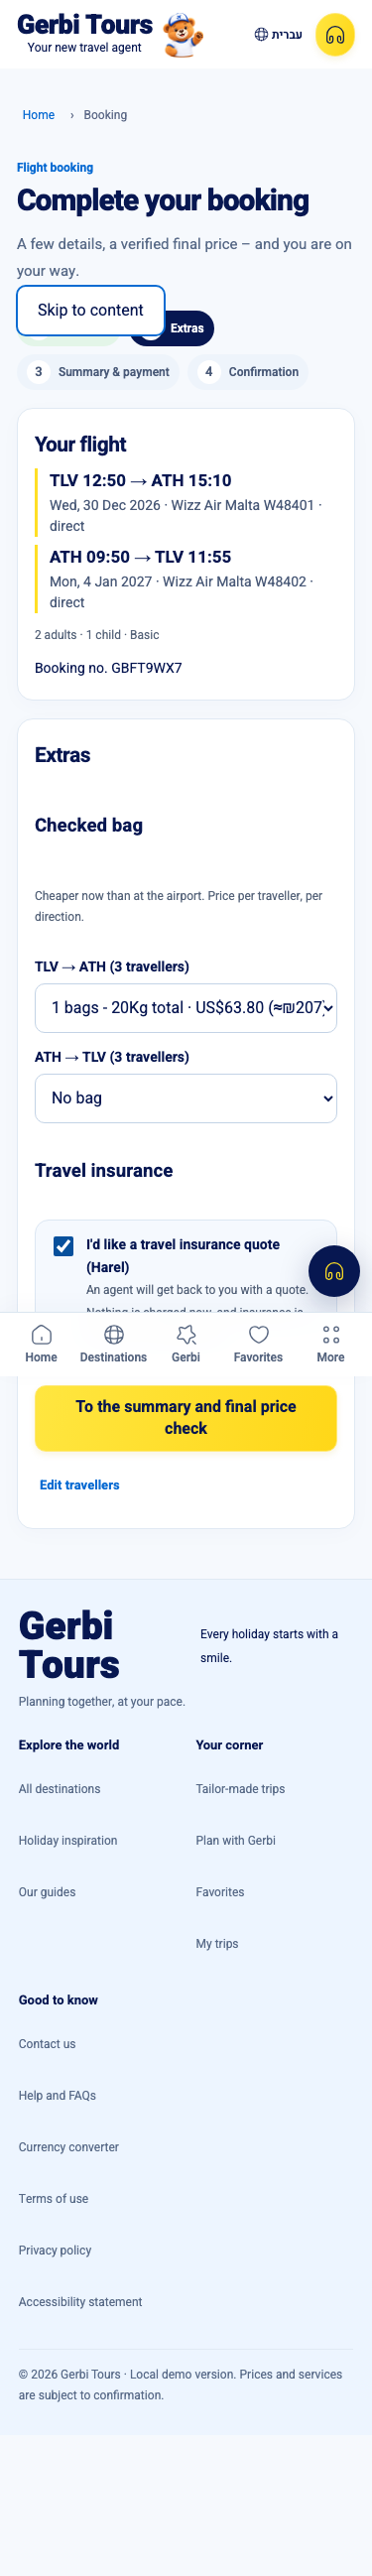 Gerbi Tours
Your new travel agent
עברית
Home › Booking
Flight booking
Complete your booking
A few details, a verified final price – and you are on
your way.
Skip to content
Extras
3 Summary & payment
4 Confirmation
Your flight
TLV 12:50 → ATH 15:10
Wed, 30 Dec 2026 · Wizz Air Malta W48401 ·
direct
ATH 09:50 → TLV 11:55
Mon, 4 Jan 2027 · Wizz Air Malta W48402 ·
direct
2 adults · 1 child · Basic
Booking no. GBFT9WX7
Extras
Checked bag
Cheaper now than at the airport. Price per traveller, per
direction.
TLV → ATH (3 travellers)
1 bags - 20Kg total · US$63.80 (≈₪207)
ATH → TLV (3 travellers)
No bag
Travel insurance
I'd like a travel insurance quote
(Harel)
An agent will get back to you with a quote.
Nothing is charged now, and insurance is
Home
Destinations
Gerbi
Favorites
More
To the summary and final price
check
Edit travellers
Gerbi
Tours
Every holiday starts with a
smile.
Planning together, at your pace.
Explore the world
All destinations
Holiday inspiration
Our guides
Your corner
Tailor-made trips
Plan with Gerbi
Favorites
My trips
Good to know
Contact us
Help and FAQs
Currency converter
Terms of use
Privacy policy
Accessibility statement
© 2026 Gerbi Tours · Local demo version. Prices and services
are subject to confirmation.